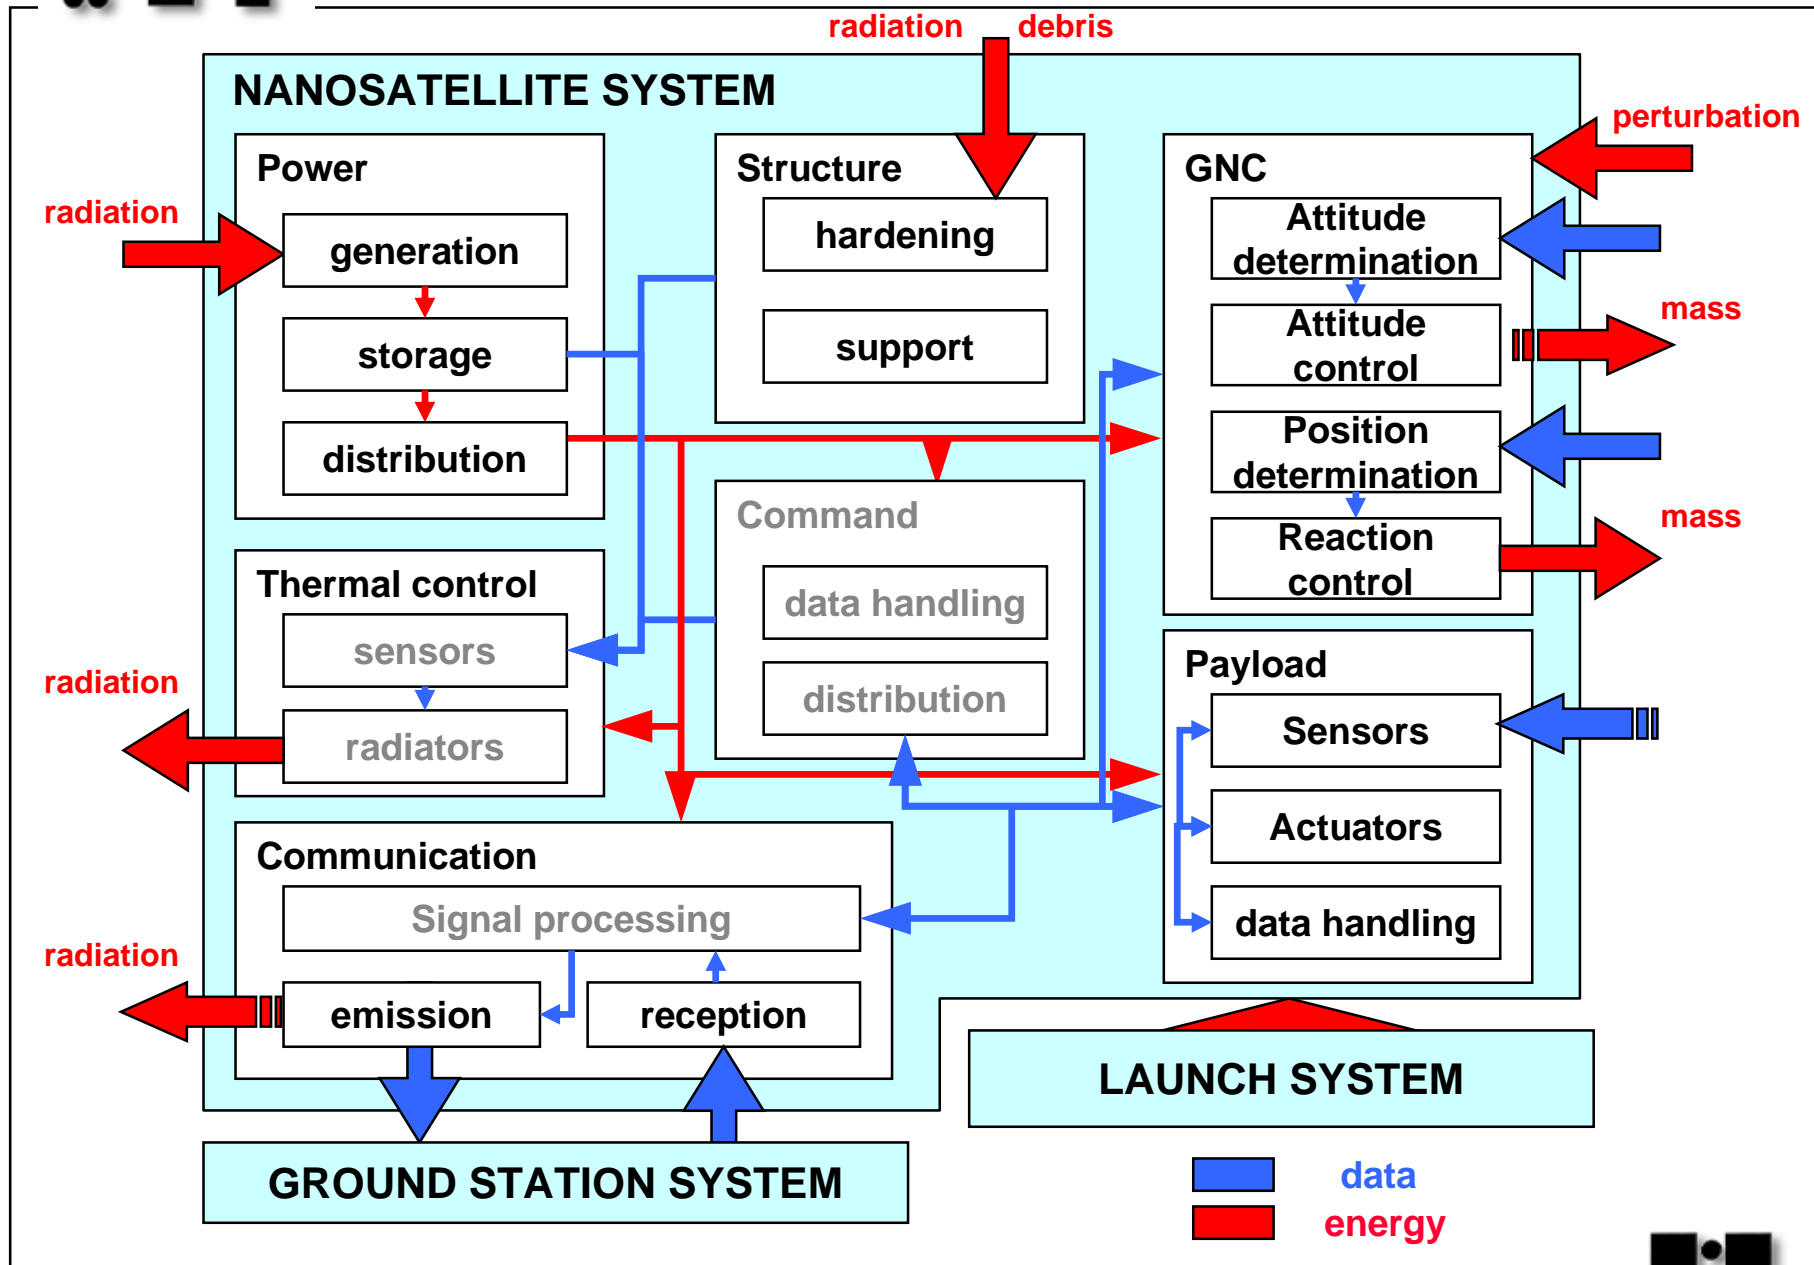 radiation debris
NANOSATELLITE SYSTEM
perturbation
Power
radiation
generation
storage
distribution
Structure
hardening
support
GNC
Attitude
determination
Attitude
control
mass
Position
determination
Reaction
control
mass
Command
data handling
distribution
Thermal control
sensors
radiators
radiation
Payload
Sensors
Actuators
data handling
Communication
Signal processing
emission
reception
radiation
LAUNCH SYSTEM
GROUND STATION SYSTEM
data
energy